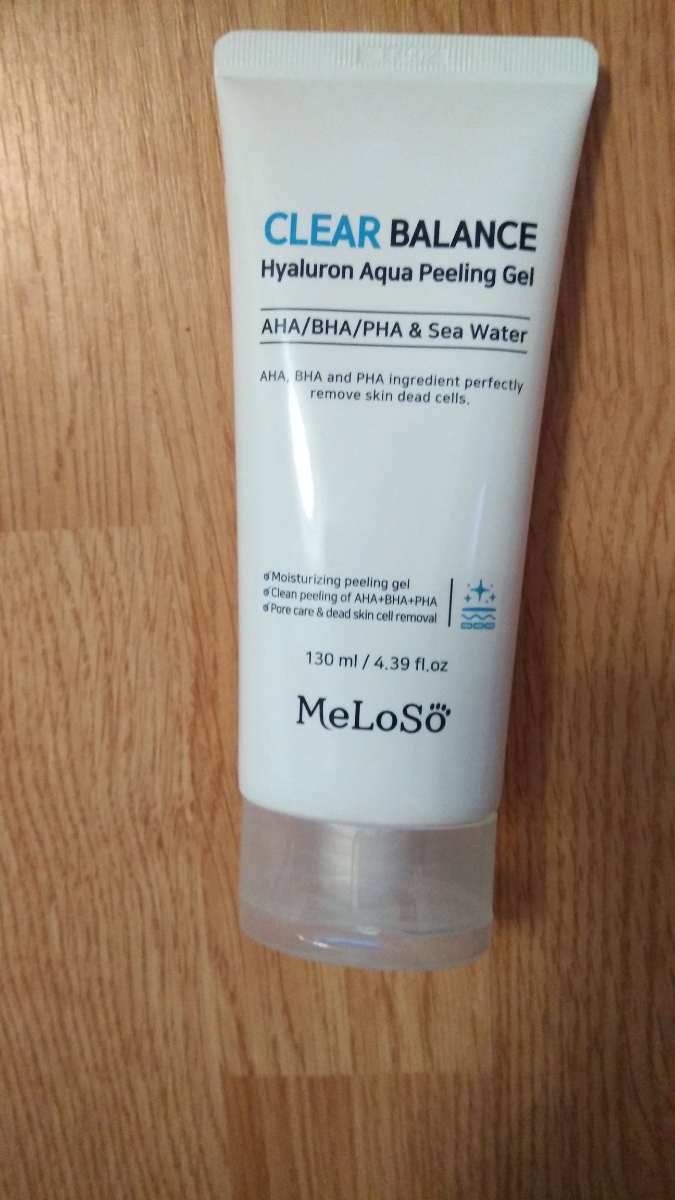 CLEAR BALANCE
Hyaluron Aqua Peeling Gel
AHA/BHA/PHA & Sea Water
AHA, BHA and PHA ingredient perfectly
remove skin dead cells.
Moisturizing peeling gel
Clean peeling of AHA+BHA+PHA
Pore care & dead skin cell removal
130 ml / 4.39 fl.oz
MeLoSo